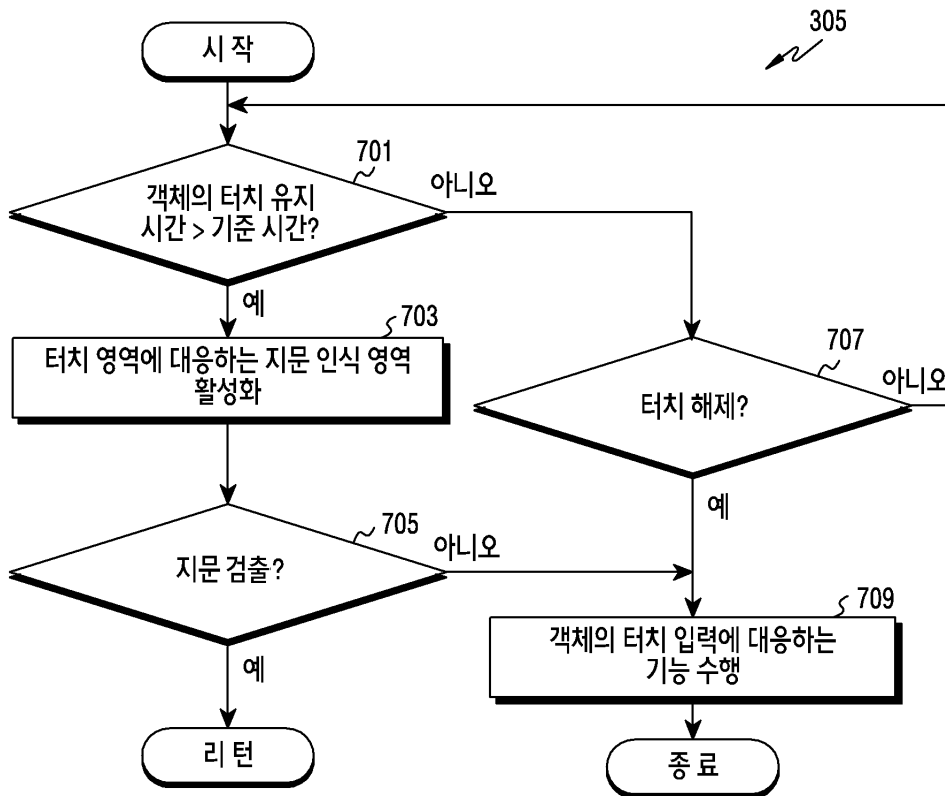 305
시 작
701
객체의 터치 유지
시간 > 기준 시간?
아니오
예
703
터치 영역에 대응하는 지문 인식 영역
활성화
707
터치 해제?
아니오
예
705
지문 검출?
아니오
예
709
객체의 터치 입력에 대응하는
기능 수행
리 턴
종 료